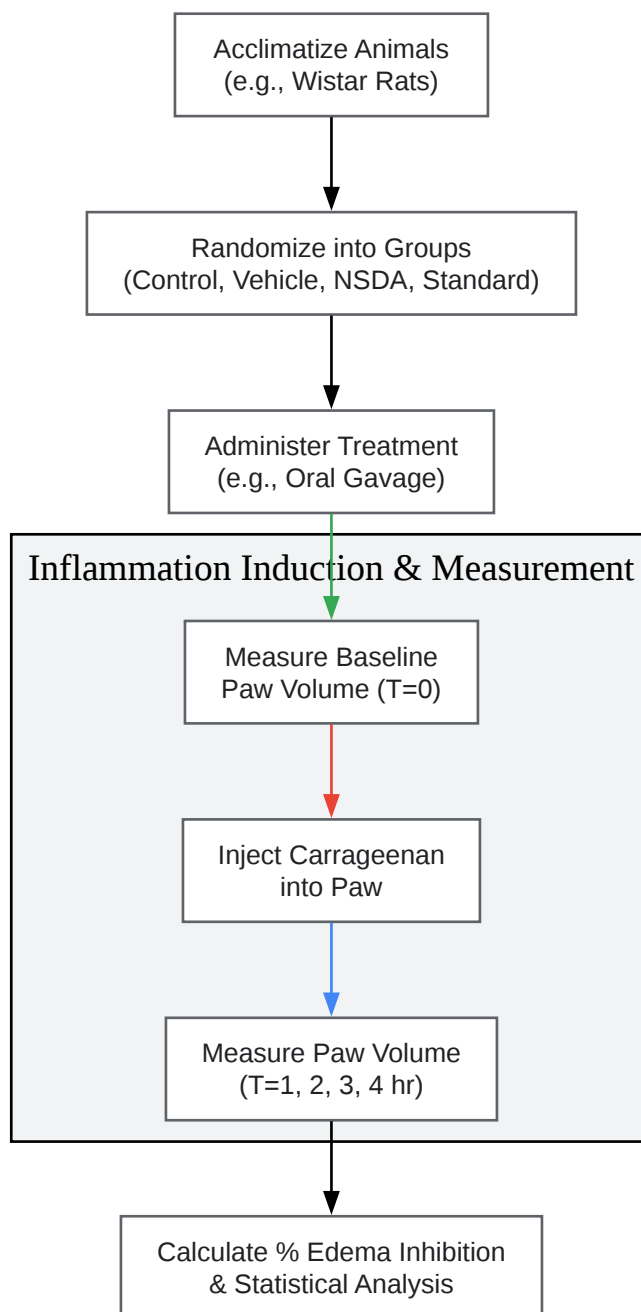 Acclimatize Animals
(e.g., Wistar Rats)
Randomize into Groups
(Control, Vehicle, NSDA, Standard)
Administer Treatment
(e.g., Oral Gavage)
Inflammation Induction & Measurement
Measure Baseline
Paw Volume (T=0)
Inject Carrageenan
into Paw
Measure Paw Volume
(T=1, 2, 3, 4 hr)
Calculate % Edema Inhibition
& Statistical Analysis